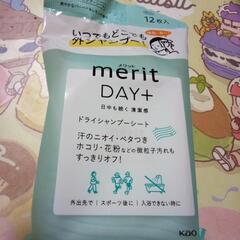 12枚入
いつでもどこでも
外シャンプー!
メリット
merit
DAY+
日中も続く清潔感
ドライシャンプーシート
汗のニオイ・ベタつき
ホコリ・花粉などの微粒子汚れも
すっきりオフ!
外出先で|スポーツ後に|入浴できない時に
Kao